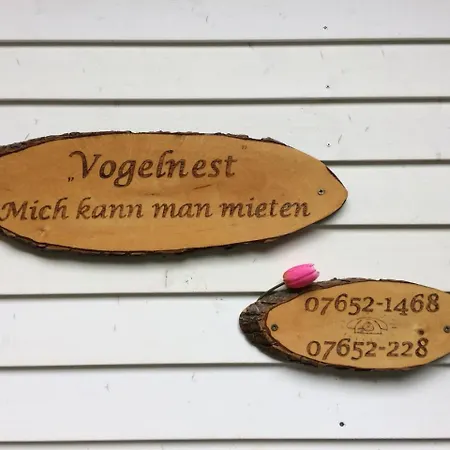 „Vogelnest"
Mich kann man mieten
07652-1468
07652-228